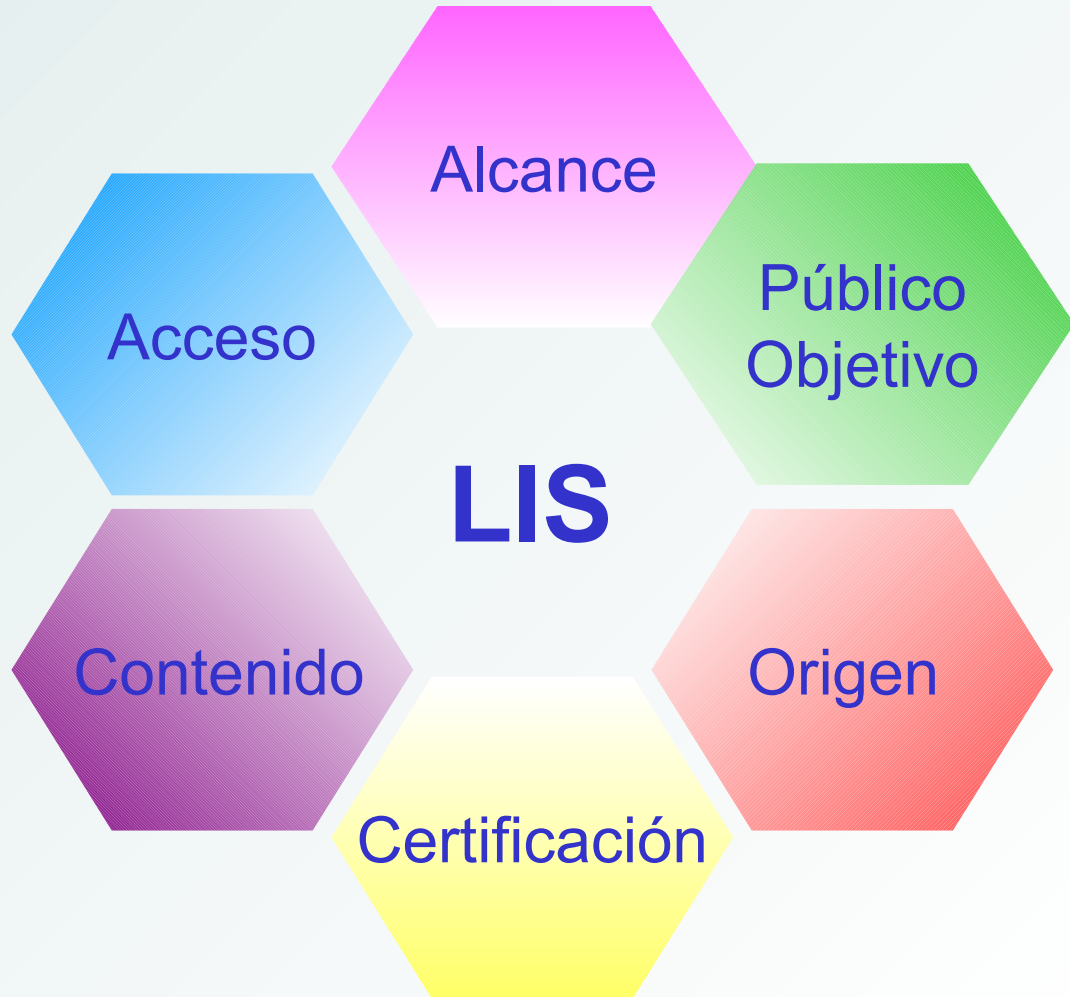 Alcance
Público
Objetivo
Acceso
LIS
Contenido
Origen
Certificación